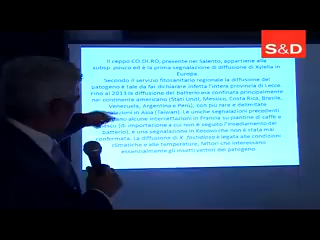 S&D
Il ceppo CO.DI.RO, presente nel Salento, appartiene alla
subsp. pauca ed è la prima segnalazione di diffusione di Xylella in
Europa.
Secondo il servizio fitosanitario regionale la diffusione del
patogeno è tale da far dichiarare infetta l'intera provincia di Lecce.
Fino al 2013 la diffusione del batterio era confinata principalmente
nel continente americano (Stati Uniti, Messico, Costa Rica, Brasile,
Venezuela, Argentina e Perù), con più rare e delimitate
in Asia (Taiwan). Le uniche segnalazioni precedenti
alcune intercettazioni in Francia su piantine di caffè e
(di importazione a cui non è seguito l'insediamento del
batterio), e una segnalazione in Kosovo che non è stata mai
confermata. La diffusione di X. fastidiosa è legata alle condizioni
climatiche e alle temperature, fattori che interessano
essenzialmente gli insetti vettori del patogeno.